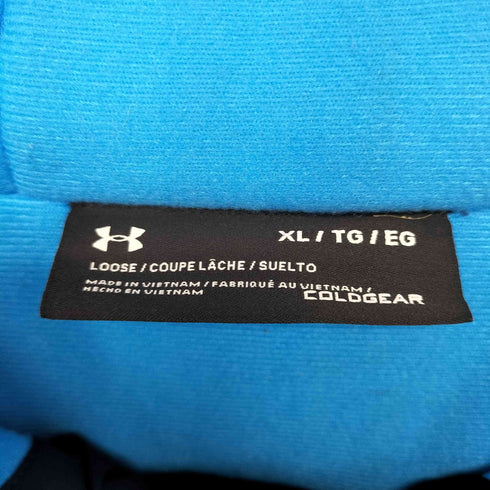 XL / TG / EG
LOOSE / COUPE LÂCHE / SUELTO
MADE IN VIETNAM / FABRIQUÉ AU VIETNAM /
HECHO EN VIETNAM
COLDGEAR